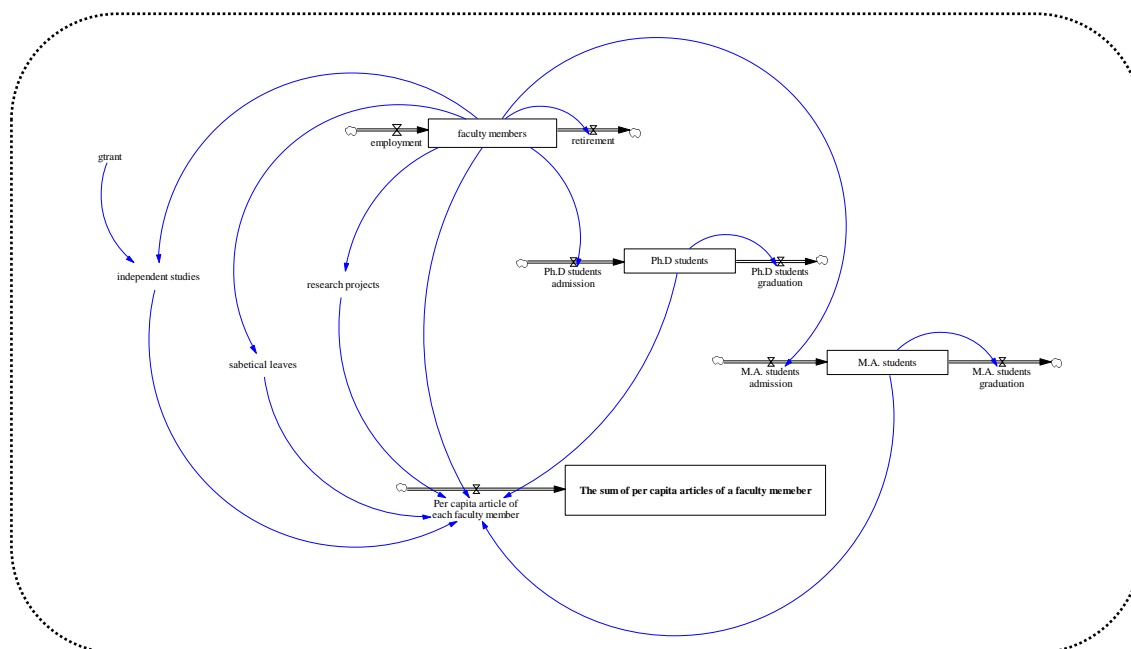 faculty members
employment
retirement
gtrant
independent studies
research projects
Ph.D students
admission
Ph.D students
Ph.D students
graduation
sabetical leaves
M.A. students
admission
M.A. students
M.A. students
graduation
Per capita article of
each faculty member
The sum of per capita articles of a faculty memeber